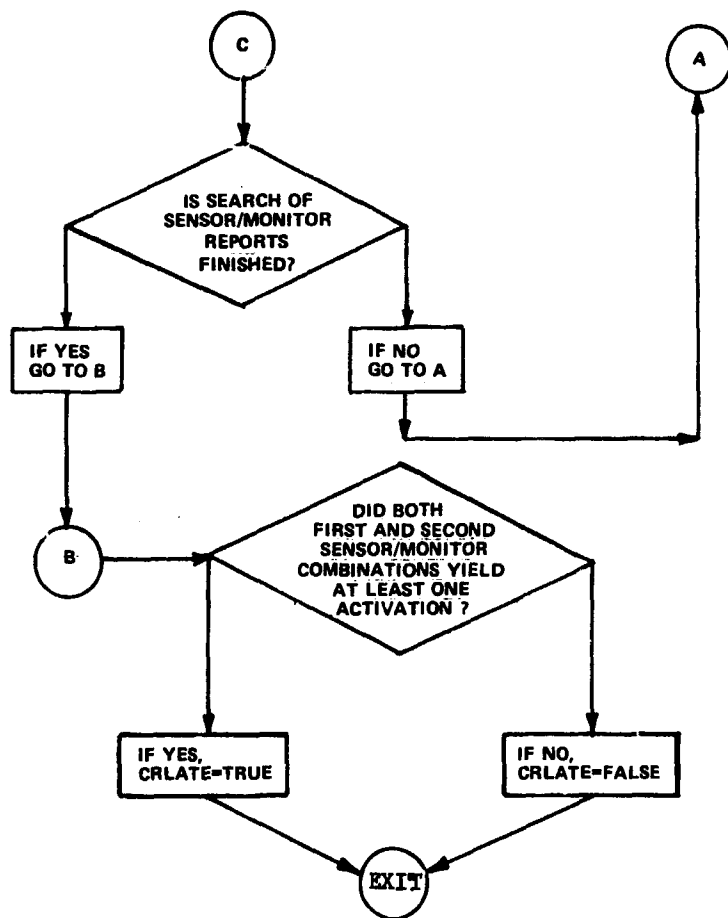 C
A
IS SEARCH OF
SENSOR/MONITOR
REPORTS
FINISHED?
IF YES
GO TO B
IF NO
GO TO A
B
DID BOTH
FIRST AND SECOND
SENSOR/MONITOR
COMBINATIONS YIELD
AT LEAST ONE
ACTIVATION ?
IF YES,
CRLATE=TRUE
IF NO,
CRLATE=FALSE
EXIT